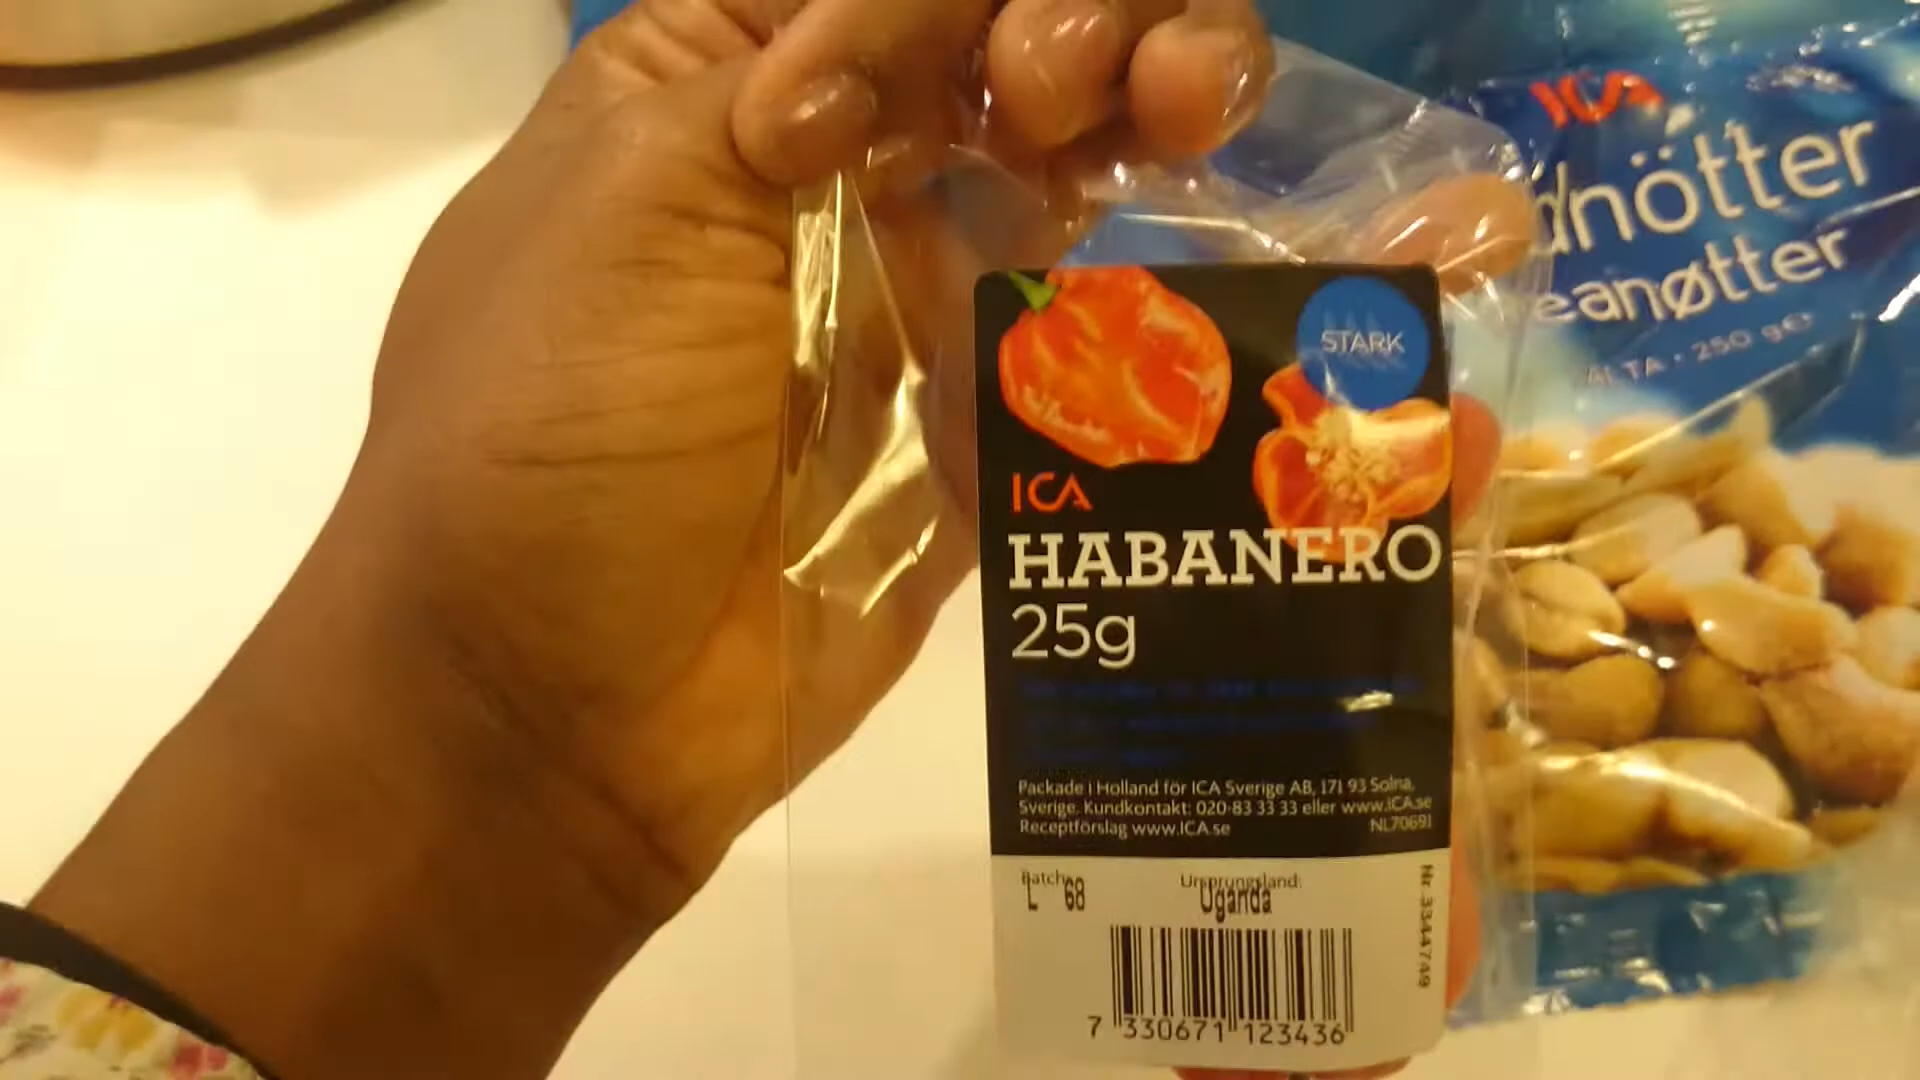 ICA
dnötter
eanøtter
250 g
STARK
ICA
HABANERO
25g
Packade i Holland för ICA Sverige AB, 171 93 Solna,
Sverige. Kundkontakt: 020-83 33 33 eller www.ICA.se
Receptförslag www.ICA.se
NL70691
Batch:
L 68
Ursprungsland:
Uganda
Nr. 3344749
7 330671 123436